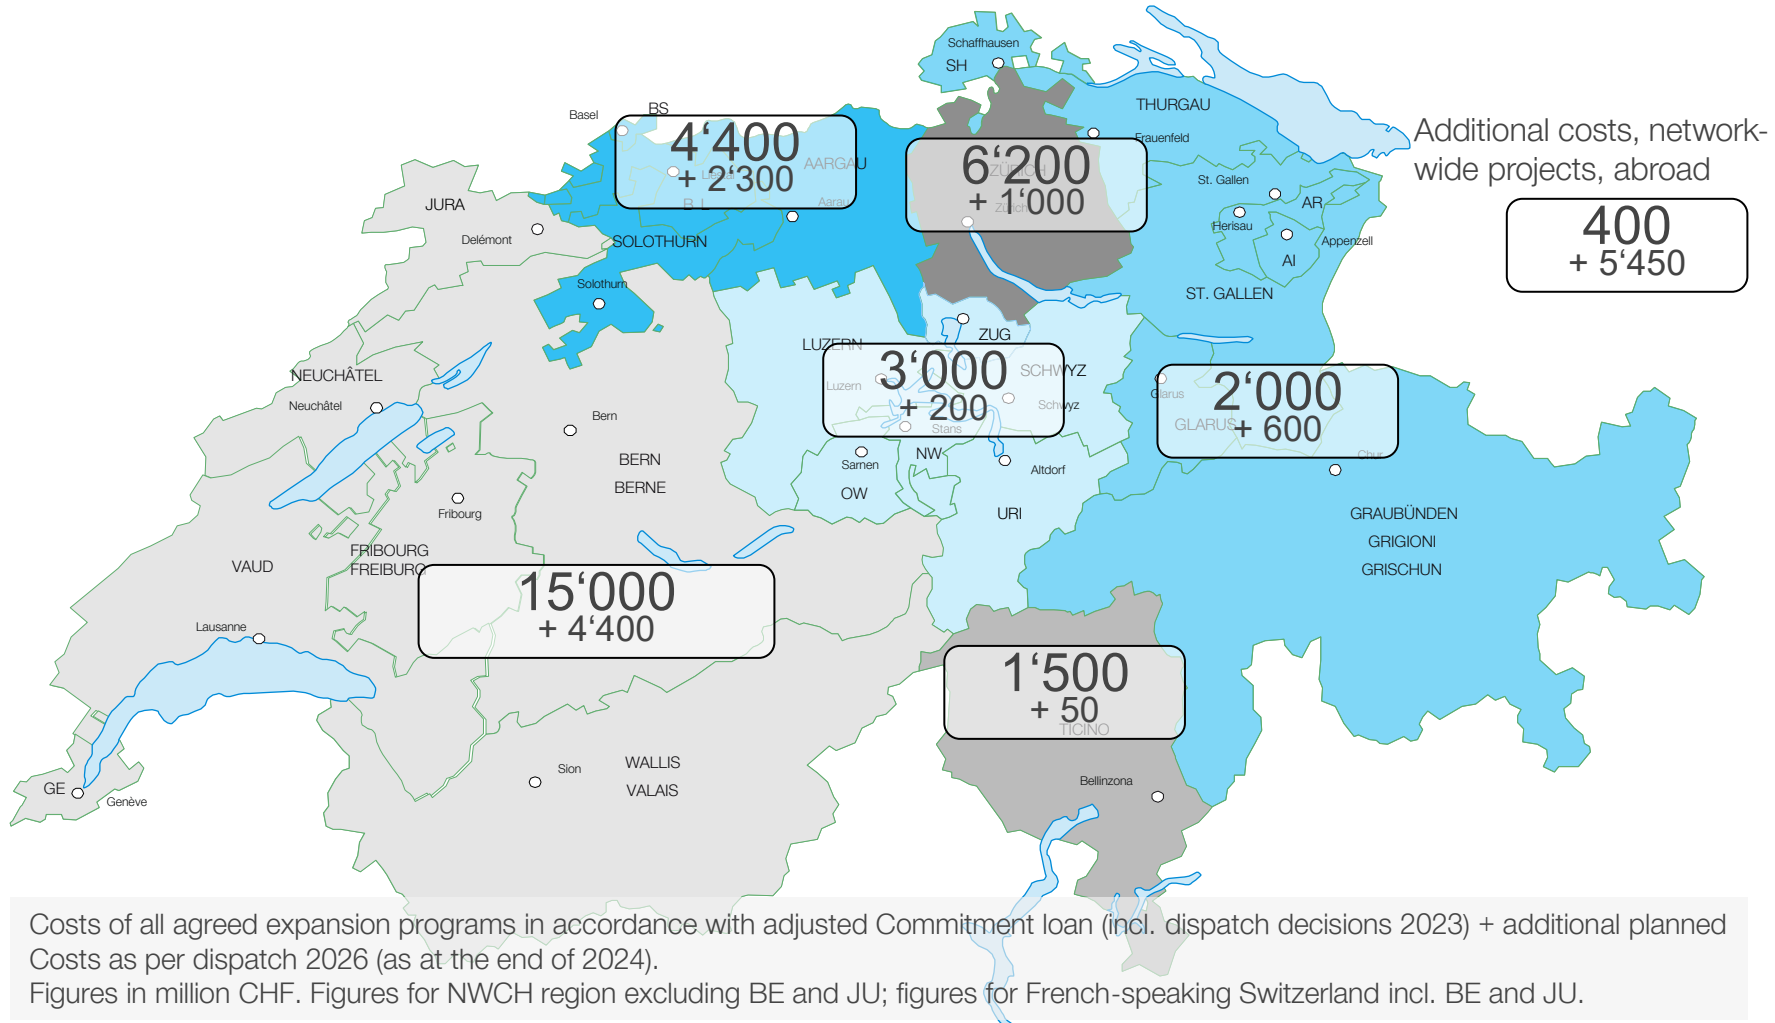 Schaffhausen
SH
THURGAU
Frauenfeld
BS
Basel
4‘400
+ 2‘300
Liestal
B L
AARGAU
Aarau
6‘200
+ 1‘000
ZÜRICH
Zürich
Additional costs, network-
wide projects, abroad
400
+ 5‘450
St. Gallen
AR
Herisau
Appenzell
AI
ST. GALLEN
JURA
Delémont
SOLOTHURN
Solothurn
ZUG
LUZERN
Luzern
3‘000
+ 200
SCHWYZ
Schwyz
Stans
Glarus
GLARUS
2‘000
+ 600
Chur
NEUCHÂTEL
Neuchâtel
Bern
BERN
BERNE
Sarnen
OW
NW
Altdorf
URI
GRAUBÜNDEN
GRIGIONI
GRISCHUN
Fribourg
FRIBOURG
FREIBURG
VAUD
15‘000
+ 4‘400
Lausanne
1‘500
+ 50
TICINO
Bellinzona
Sion
WALLIS
VALAIS
GE
Genève
Costs of all agreed expansion programs in accordance with adjusted Commitment loan (incl. dispatch decisions 2023) + additional planned
Costs as per dispatch 2026 (as at the end of 2024).
Figures in million CHF. Figures for NWCH region excluding BE and JU; figures for French-speaking Switzerland incl. BE and JU.